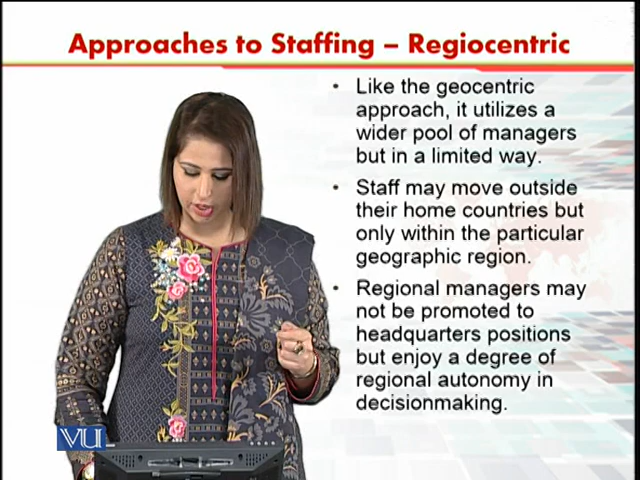 Approaches to Staffing – Regiocentric
• Like the geocentric
approach, it utilizes a
wider pool of managers
but in a limited way.
• Staff may move outside
their home countries but
only within the particular
geographic region.
• Regional managers may
not be promoted to
headquarters positions
but enjoy a degree of
regional autonomy in
decisionmaking.
VU